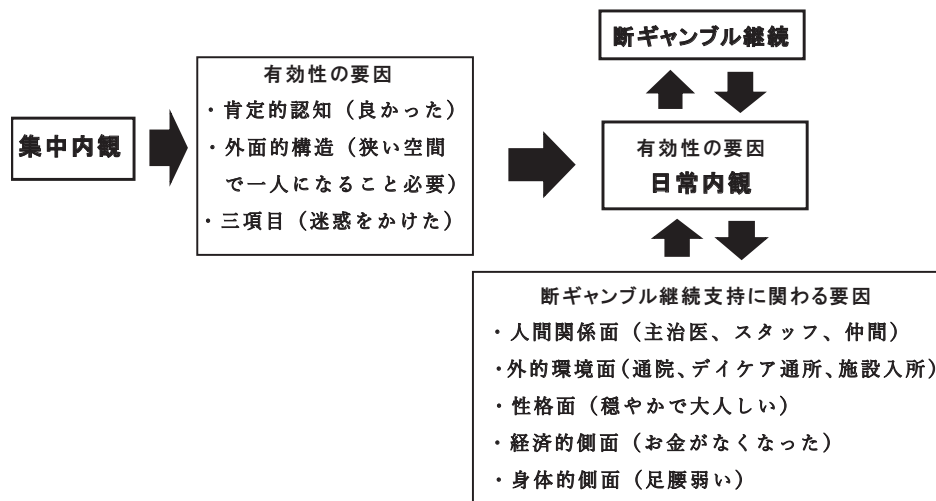 断ギャンブル継続
有効性の要因
・肯定的認知（良かった）
・外面的構造（狭い空間
で一人になること必要）
・三項目（迷惑をかけた）
集中内観
有効性の要因
日常内観
断ギャンブル継続支持に関わる要因
・人間関係面（主治医、スタッフ、仲間）
・外的環境面（通院、デイケア通所、施設入所）
・性格面（穏やかで大人しい）
・経済的側面（お金がなくなった）
・身体的側面（足腰弱い）